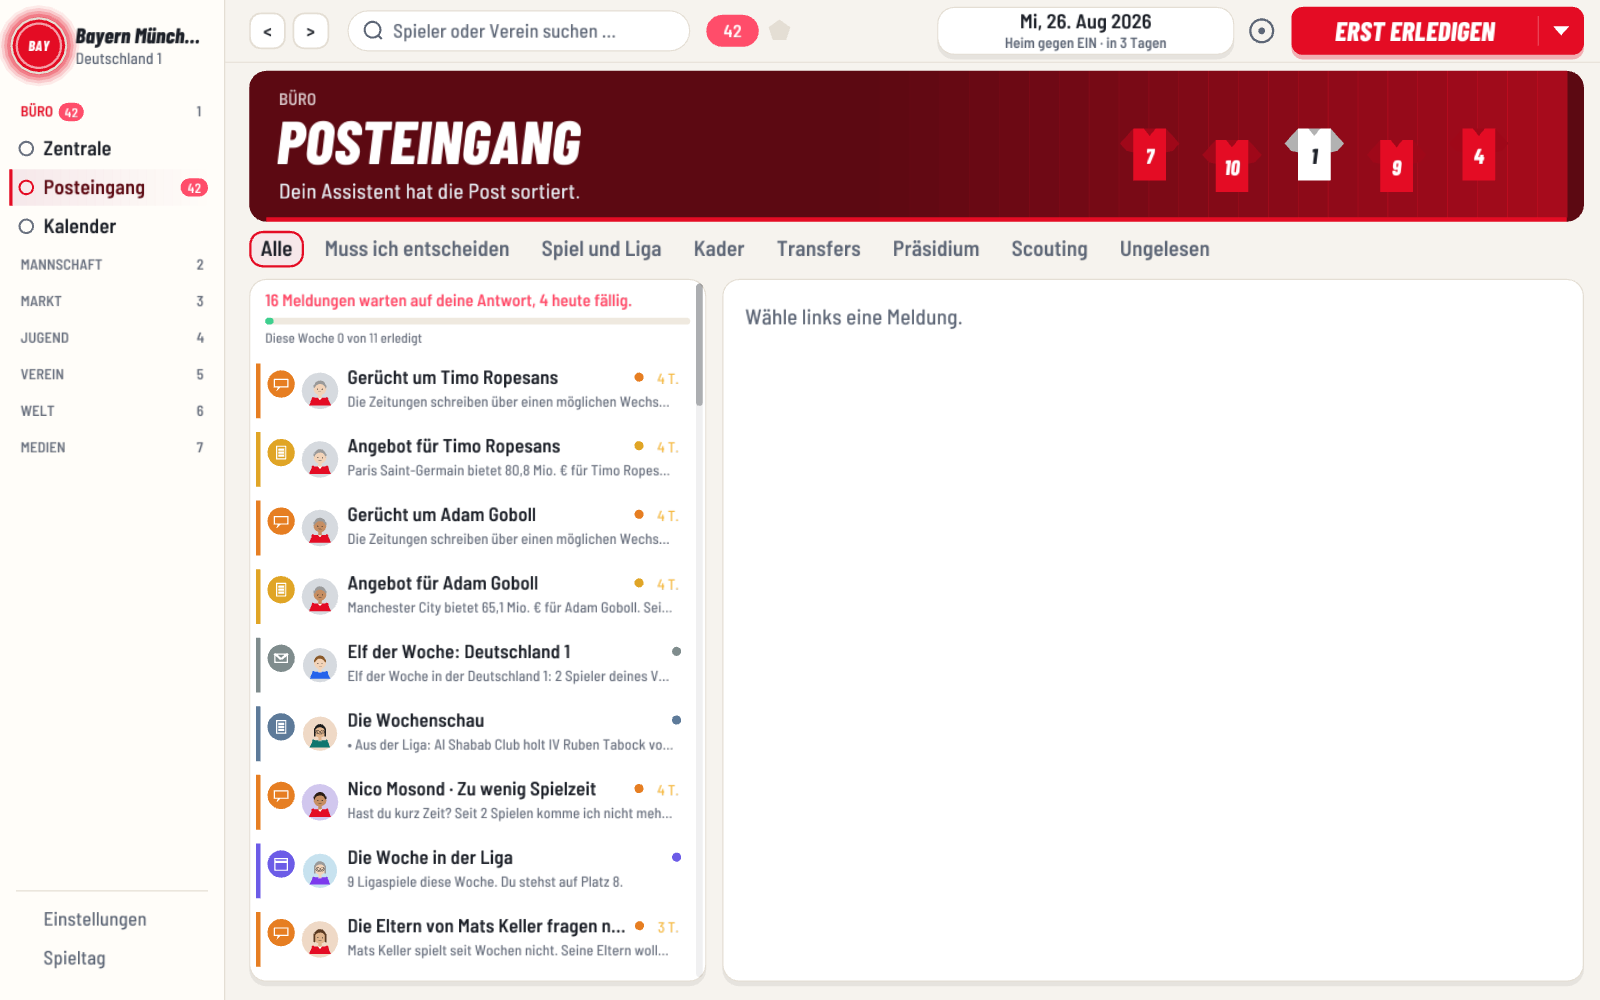 BAY
Bayern Münch...
Deutschland 1
BÜRO 42 1
Zentrale
Posteingang 42
Kalender
MANNSCHAFT 2
MARKT 3
JUGEND 4
VEREIN 5
WELT 6
MEDIEN 7
Einstellungen
Spieltag
< >
Spieler oder Verein suchen ...
42
Mi, 26. Aug 2026
Heim gegen EIN · in 3 Tagen
ERST ERLEDIGEN
BÜRO
POSTEINGANG
Dein Assistent hat die Post sortiert.
7 10 1 9 4
Alle Muss ich entscheiden Spiel und Liga Kader Transfers Präsidium Scouting Ungelesen
16 Meldungen warten auf deine Antwort, 4 heute fällig.
Diese Woche 0 von 11 erledigt
Gerücht um Timo Ropesans 4 T.
Die Zeitungen schreiben über einen möglichen Wechs...
Angebot für Timo Ropesans 4 T.
Paris Saint-Germain bietet 80,8 Mio. € für Timo Ropes...
Gerücht um Adam Goboll 4 T.
Die Zeitungen schreiben über einen möglichen Wechs...
Angebot für Adam Goboll 4 T.
Manchester City bietet 65,1 Mio. € für Adam Goboll. Sei...
Elf der Woche: Deutschland 1
Elf der Woche in der Deutschland 1: 2 Spieler deines V...
Die Wochenschau
• Aus der Liga: Al Shabab Club holt IV Ruben Tabock vo...
Nico Mosond · Zu wenig Spielzeit 4 T.
Hast du kurz Zeit? Seit 2 Spielen komme ich nicht meh...
Die Woche in der Liga
9 Ligaspiele diese Woche. Du stehst auf Platz 8.
Die Eltern von Mats Keller fragen n... 3 T.
Mats Keller spielt seit Wochen nicht. Seine Eltern woll...
Wähle links eine Meldung.